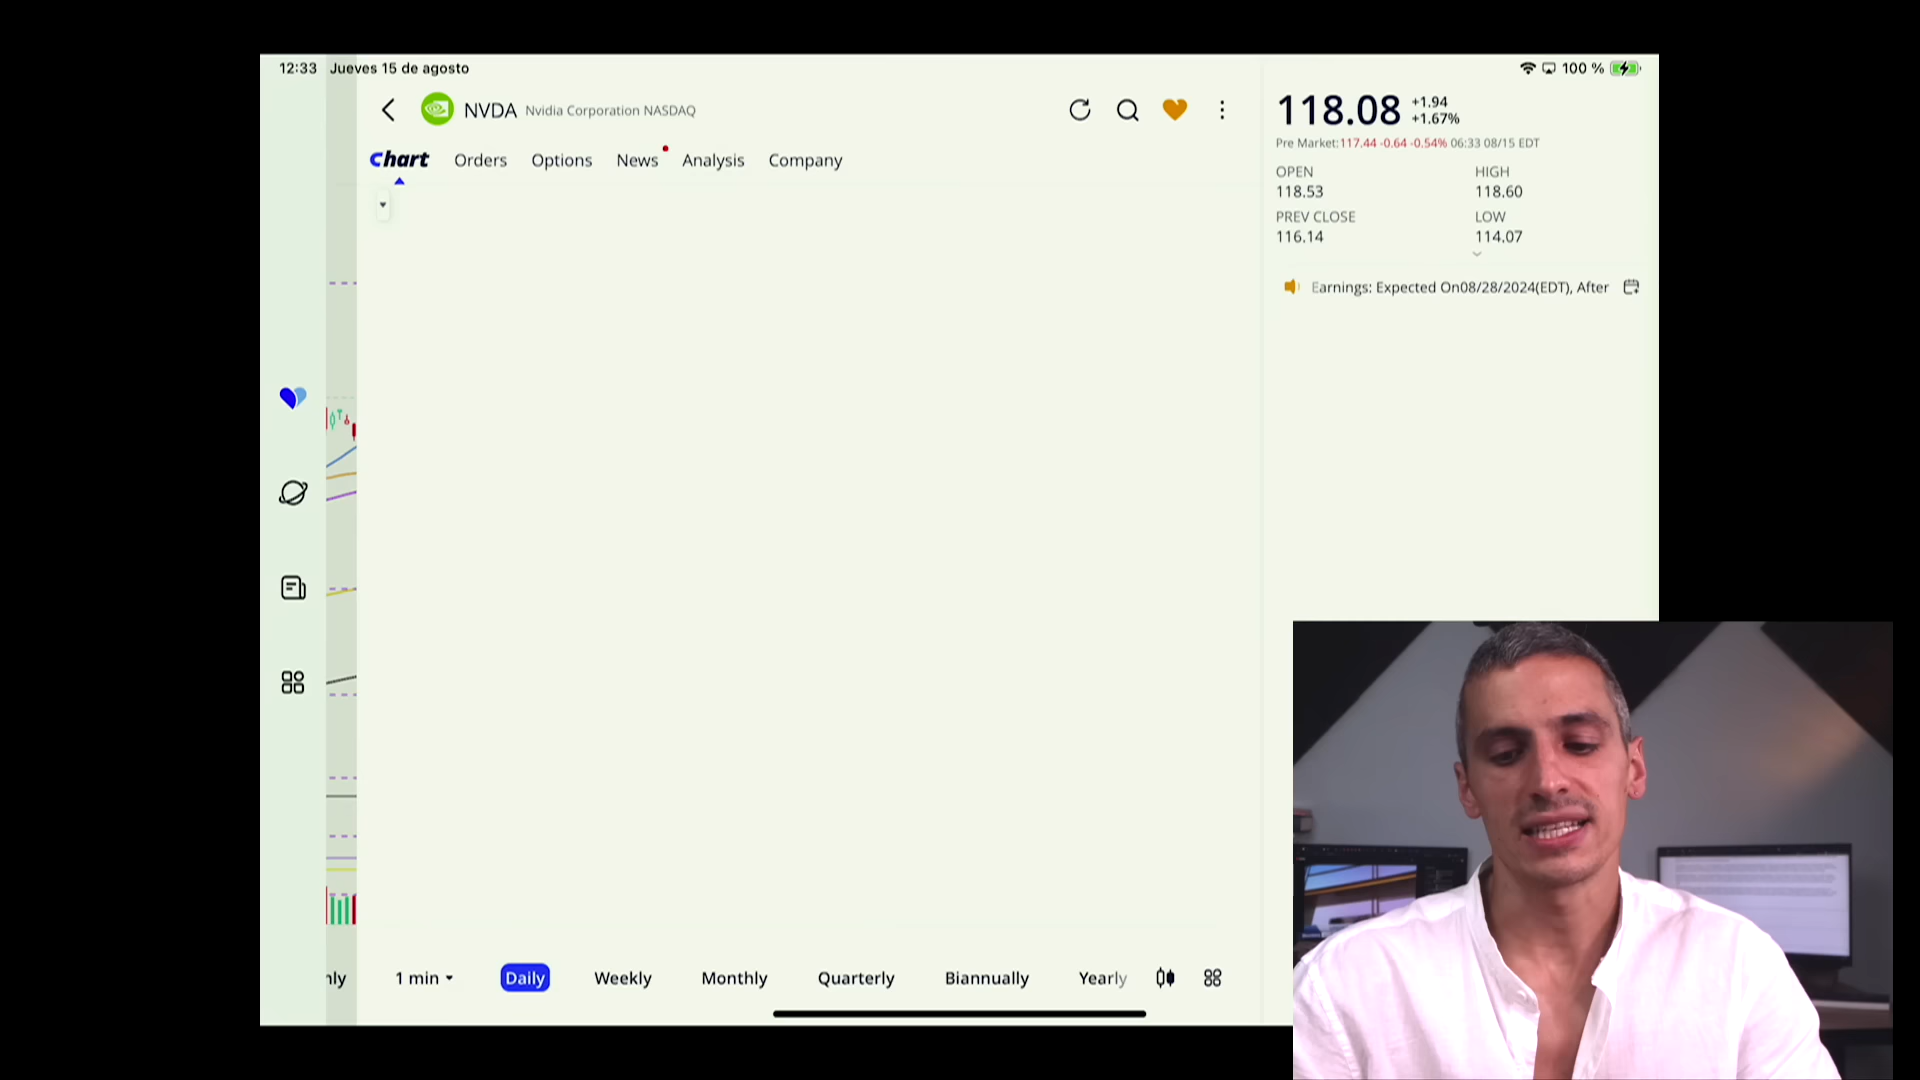 12:33 Jueves 15 de agosto
100 %
NVDA Nvidia Corporation NASDAQ
Chart Orders Options News Analysis Company
118.08 +1.94
+1.67%
Pre Market:117.44 -0.64 -0.54% 06:33 08/15 EDT
OPEN HIGH
118.53 118.60
PREV CLOSE LOW
116.14 114.07
Earnings: Expected On08/28/2024(EDT), After
1 min Daily Weekly Monthly Quarterly Biannually Yearly